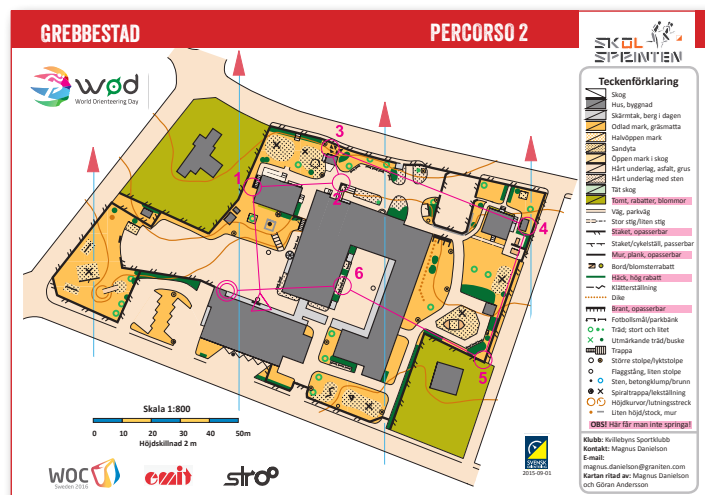 GREBBESTAD
PERCORSO 2
SKOL
SPRINTEN
WOD
World Orienteering Day
Teckenförklaring
Skog
Hus, byggnad
Skärmtak, berg i dagen
Odlad mark, gräsmatta
Halvöppen mark
Sandyta
Öppen mark i skog
Hårt underlag, asfalt, grus
Hårt underlag med sten
Tät skog
Tomt, rabatter, blommor
Väg, parkväg
Stor stig/liten stig
Staket, opasserbar
Staket/cykelställ, passerbar
Mur, plank, opasserbar
Bord/blomsterrabatt
Häck, hög rabatt
Klätterställning
Dike
Brant, opasserbar
Fotbollsmål/parkbänk
Träd; stort och litet
Utmärkande träd/buske
Trappa
Större stolpe/lyktstolpe
Flaggstång, liten stolpe
Sten, betongklump/brunn
Spiraltrappa/lekställning
Höjdkurvor/lutningsstreck
Liten höjd/stock, mur
OBS! Här får man inte springa!
Klubb: Kvillebyns Sportklubb
Kontakt: Magnus Danielson
E-mail:
magnus.danielson@graniten.com
Kartan ritad av: Magnus Danielson
och Göran Andersson
1
2
3
4
5
6
Skala 1:800
0 10 20 30 40 50m
Höjdskillnad 2 m
WOC
Sweden 2016
emit
stro
SVENSK
2015-09-01